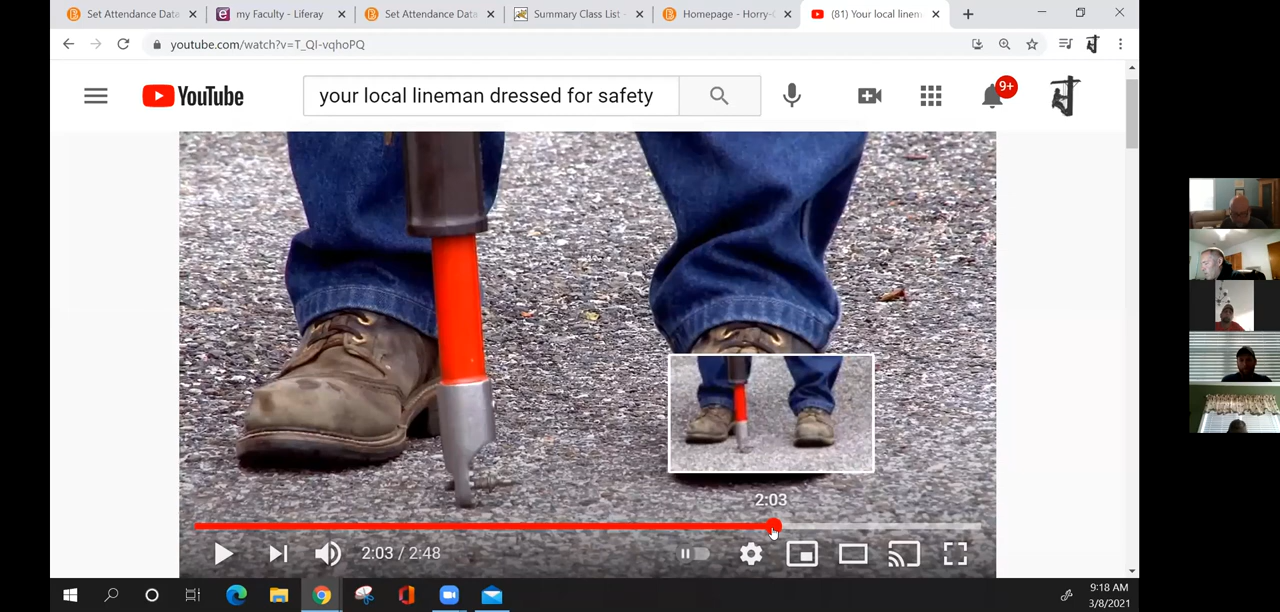 Set Attendance Data
my Faculty - Liferay
Set Attendance Data
Summary Class List -
Homepage - Horry-G
(81) Your local linem
youtube.com/watch?v=T_QI-vqhoPQ
YouTube
your local lineman dressed for safety
9+
2:03
2:03 / 2:48
9:18 AM
3/8/2021